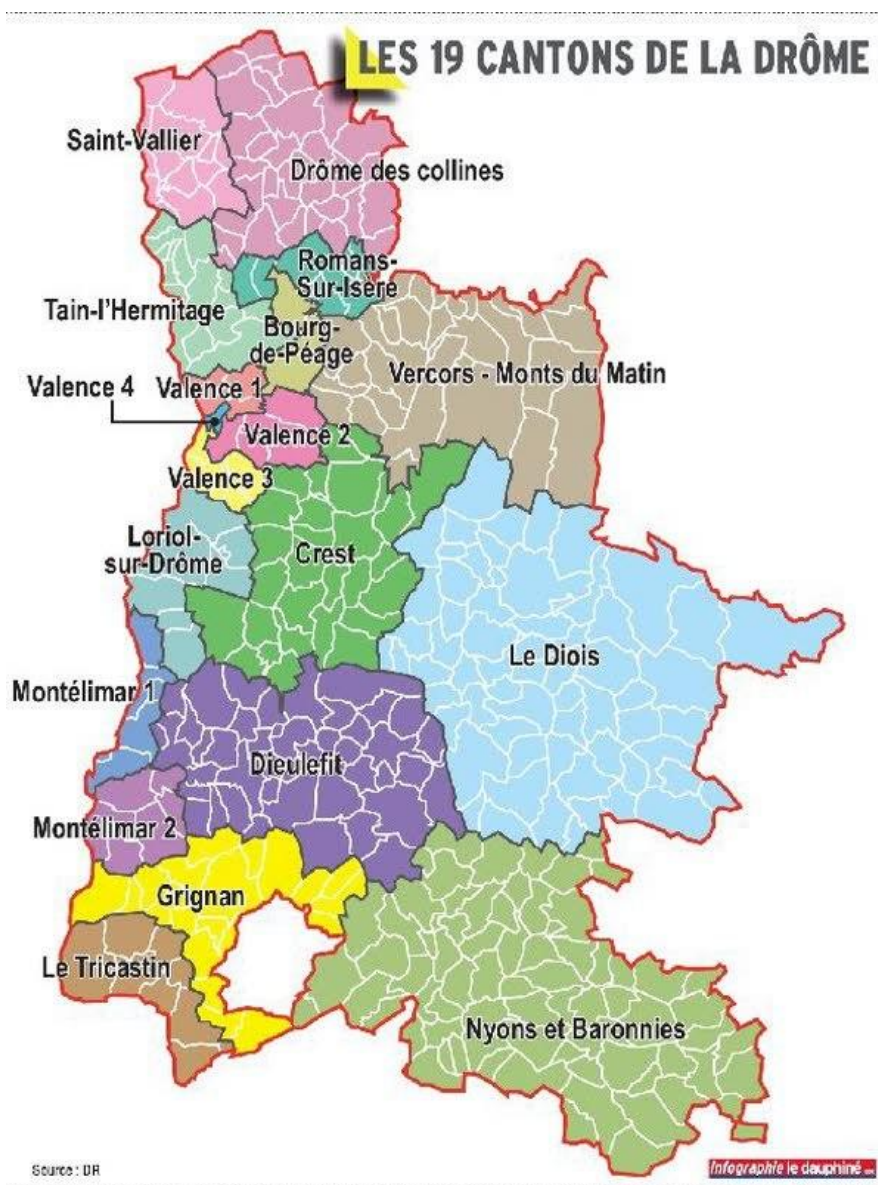 LES 19 CANTONS DE LA DRÔME
Saint-Vallier
Drôme des collines
Romans-
Sur-Isère
Tain-l'Hermitage
Bourg-
de-Péage
Vercors - Monts du Matin
Valence 4
Valence 1
Valence 2
Valence 3
Loriol-
sur-Drôme
Crest
Le Diois
Montélimar 1
Dieulefit
Montélimar 2
Grignan
Le Tricastin
Nyons et Baronnies
Source : DR
Infographie le dauphiné